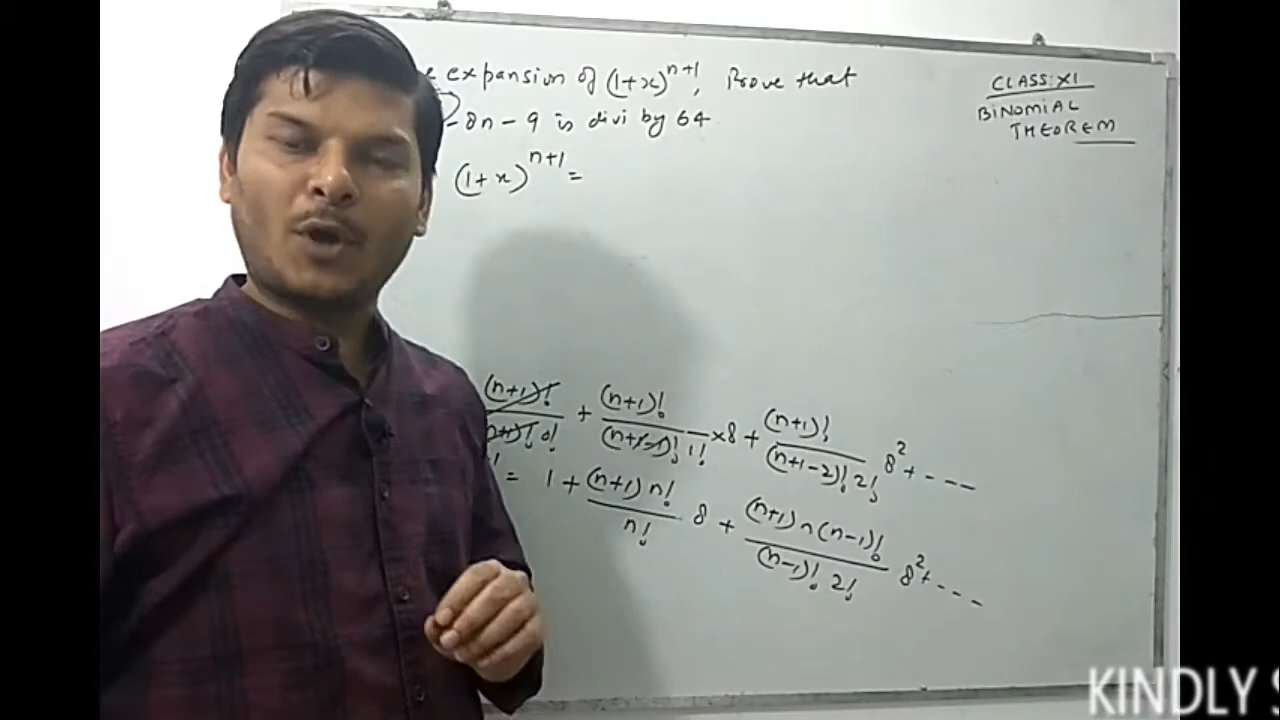 expansion of (1+x)^{n+1}, Prove that
-8n-9 is divi by 64
(1+x)^{n+1} =
CLASS: XI
BINOMIAL
THEOREM
(n+1)!/(n+1)! 0! + (n+1)!/(n+1-1)! 1! ×8 + (n+1)!/(n+1-2)! 2! 8^2 + ---
= 1 + (n+1) n!/n! 8 + (n+1) n (n-1)!/(n-1)! 2! 8^2 + ---
KINDLY